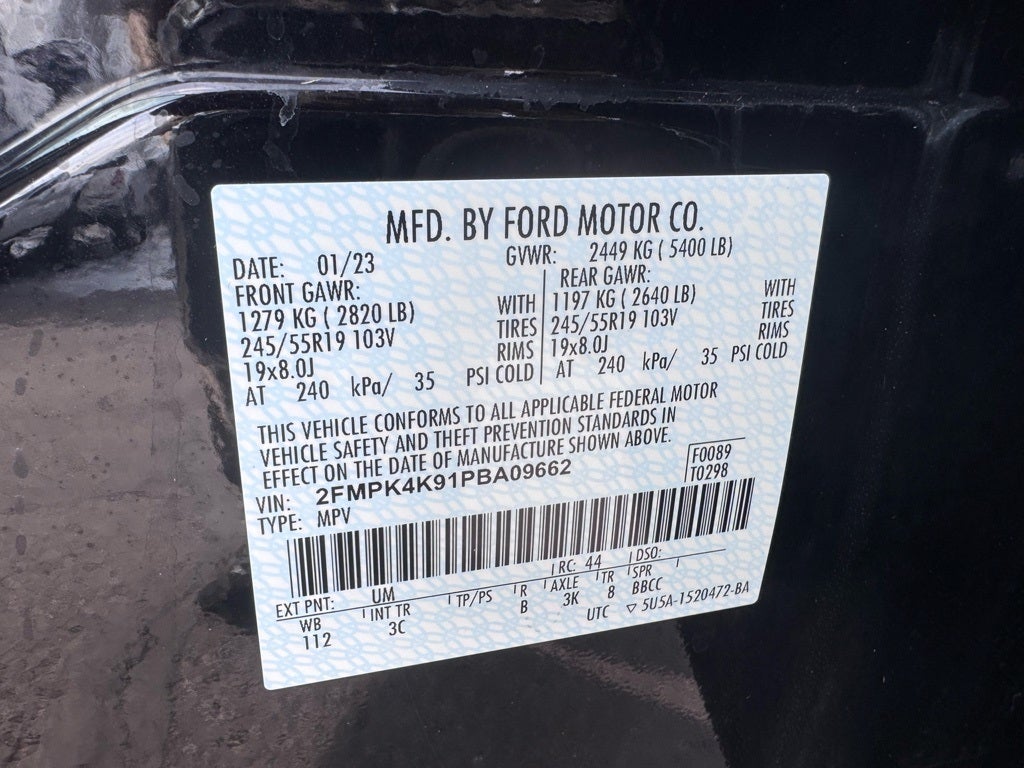 MFD. BY FORD MOTOR CO.
DATE: 01/23 GVWR: 2449 KG ( 5400 LB)
FRONT GAWR: REAR GAWR:
1279 KG ( 2820 LB) WITH 1197 KG ( 2640 LB) WITH
245/55R19 103V TIRES 245/55R19 103V TIRES
19x8.0J RIMS 19x8.0J RIMS
AT 240 kPa/ 35 PSI COLD AT 240 kPa/ 35 PSI COLD
THIS VEHICLE CONFORMS TO ALL APPLICABLE FEDERAL MOTOR
VEHICLE SAFETY AND THEFT PREVENTION STANDARDS IN
EFFECT ON THE DATE OF MANUFACTURE SHOWN ABOVE.
VIN: 2FMPK4K91PBA09662 F0089
TYPE: MPV T0298
EXT PNT: UM RC: 44 DSO:
WB INT TR TP/PS R AXLE TR SPR
112 3C B 3K 8 BBCC
UTC ▽ 5U5A-1520472-BA